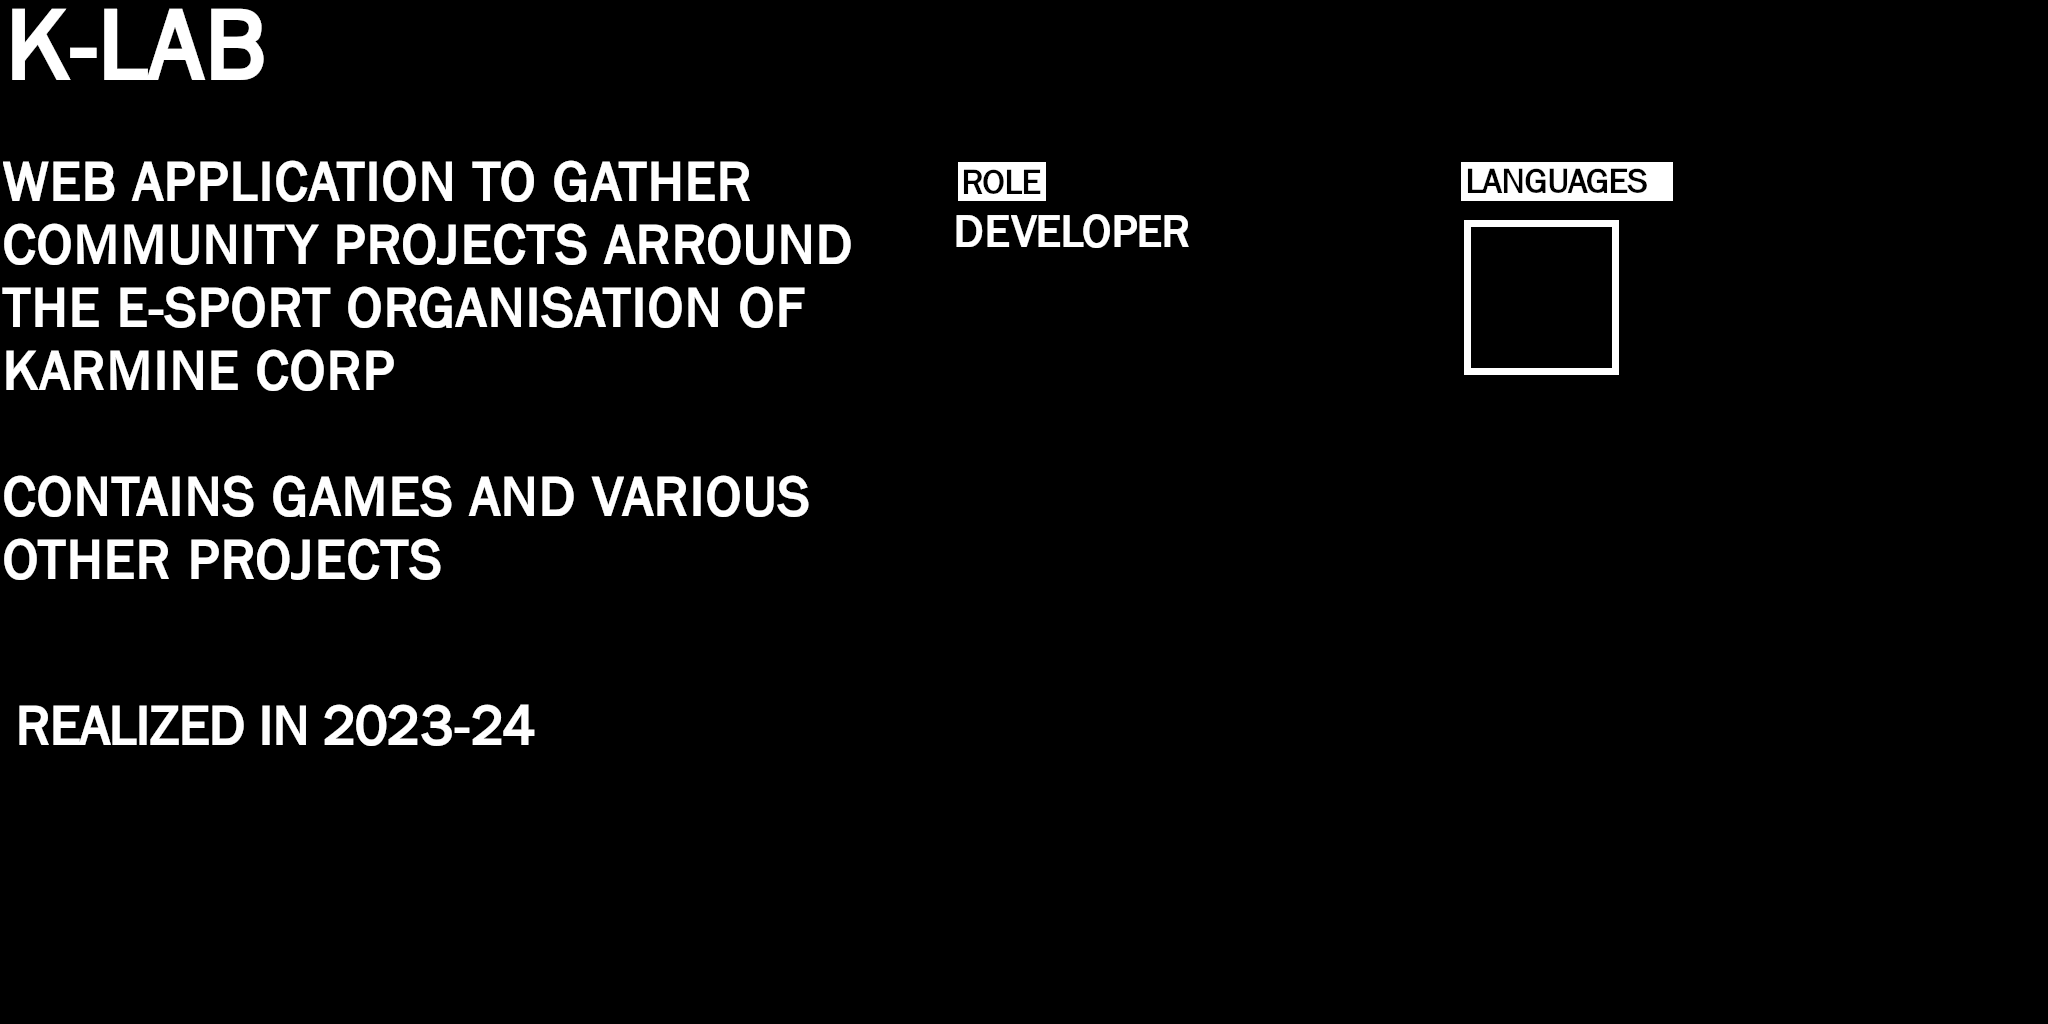 K-LAB
WEB APPLICATION TO GATHER
COMMUNITY PROJECTS ARROUND
THE E-SPORT ORGANISATION OF
KARMINE CORP
CONTAINS GAMES AND VARIOUS
OTHER PROJECTS
REALIZED IN 2023-24
ROLE
DEVELOPER
LANGUAGES